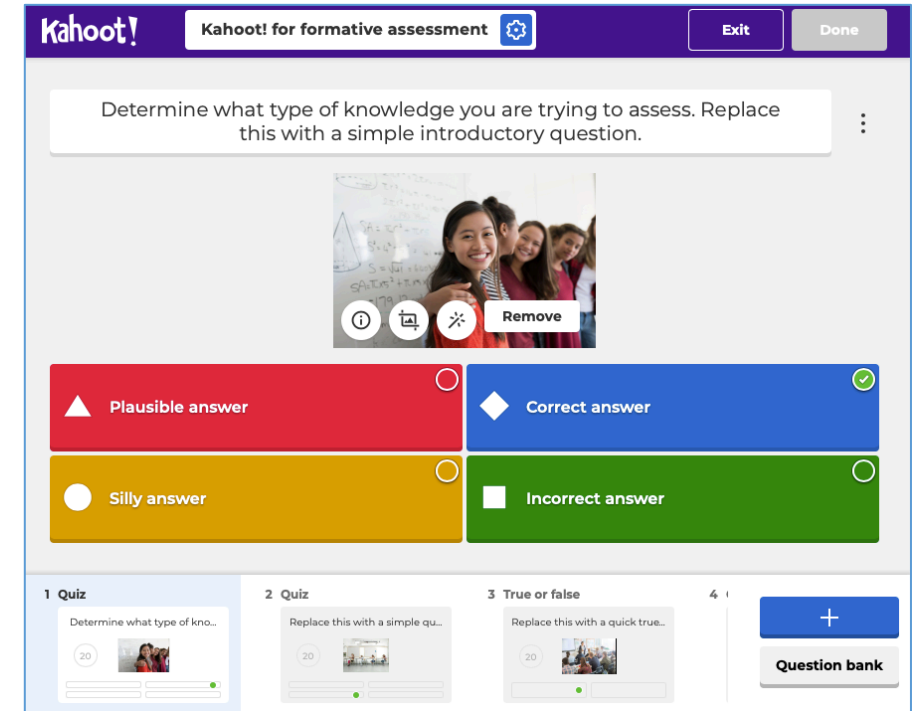 Kahoot!
Kahoot! for formative assessment
Exit
Done
Determine what type of knowledge you are trying to assess. Replace
this with a simple introductory question.
Remove
Plausible answer
Correct answer
Silly answer
Incorrect answer
1 Quiz
Determine what type of kno...
20
2 Quiz
Replace this with a simple qu...
20
3 True or false
Replace this with a quick true...
20
4
+
Question bank